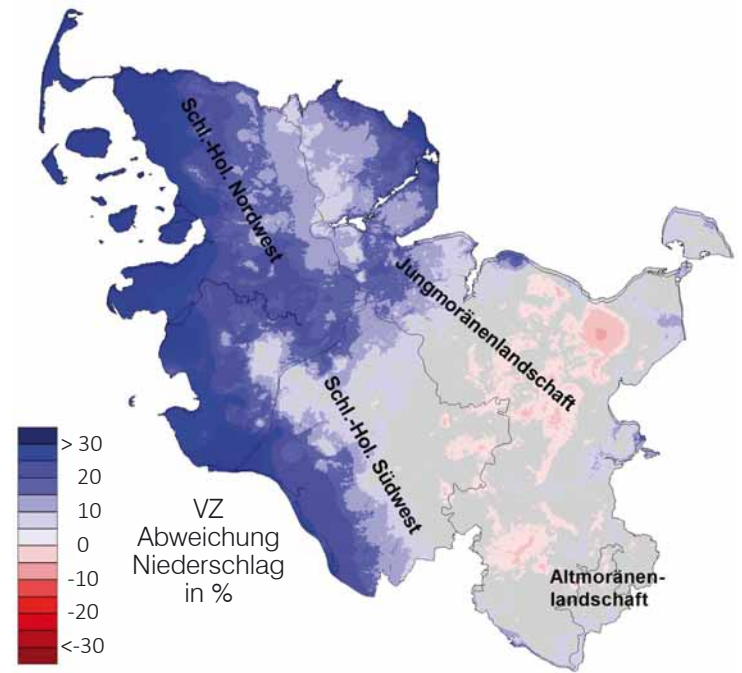 Schl.-Hol. Nordwest
Jungmoränenlandschaft
Schl.-Hol. Südwest
Altmoränen-
landschaft
VZ
Abweichung
Niederschlag
in %
> 30
20
10
0
-10
-20
<-30